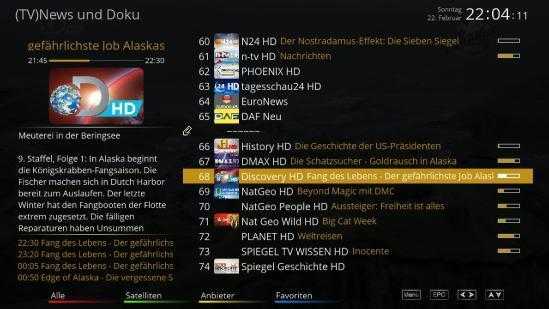 (TV)News und Doku
Sonntag
22. Februar
22:04:11
gefährlichste Job Alaskas
21:45
22:30
HD
Meuterei in der Beringsee
9. Staffel, Folge 1: In Alaska beginnt
die Königskrabben-Fangsaison. Die
Fischer machen sich in Dutch Harbor
bereit zum Auslaufen. Der letzte
Winter hat den Fangbooten der Flotte
extrem zugesetzt. Die fälligen
Reparaturen haben Unsummen
22:30 Fang des Lebens - Der gefährlichs
23:20 Fang des Lebens - Der gefährlichs
00:05 Fang des Lebens - Der gefährlichs
00:50 Edge of Alaska - Die vergessene S
60 N24 HD Der Nostradamus-Effekt: Die Sieben Siegel
61 n-tv HD Nachrichten
62 PHOENIX HD
63 tagesschau24 HD
64 EuroNews
65 DAF Neu
------
66 History HD Die Geschichte der US-Präsidenten
67 DMAX HD Die Schatzsucher - Goldrausch in Alaska
68 Discovery HD Fang des Lebens - Der gefährlichste Job Alasl
69 NatGeo HD Beyond Magic mit DMC
70 NatGeo People HD Aussteiger: Freiheit ist alles
71 Nat Geo Wild HD Big Cat Week
72 PLANET HD Weltreisen
73 SPIEGEL TV WISSEN HD Inocente
74 Spiegel Geschichte HD
Alle
Satelliten
Anbieter
Favoriten
Menu
EPG